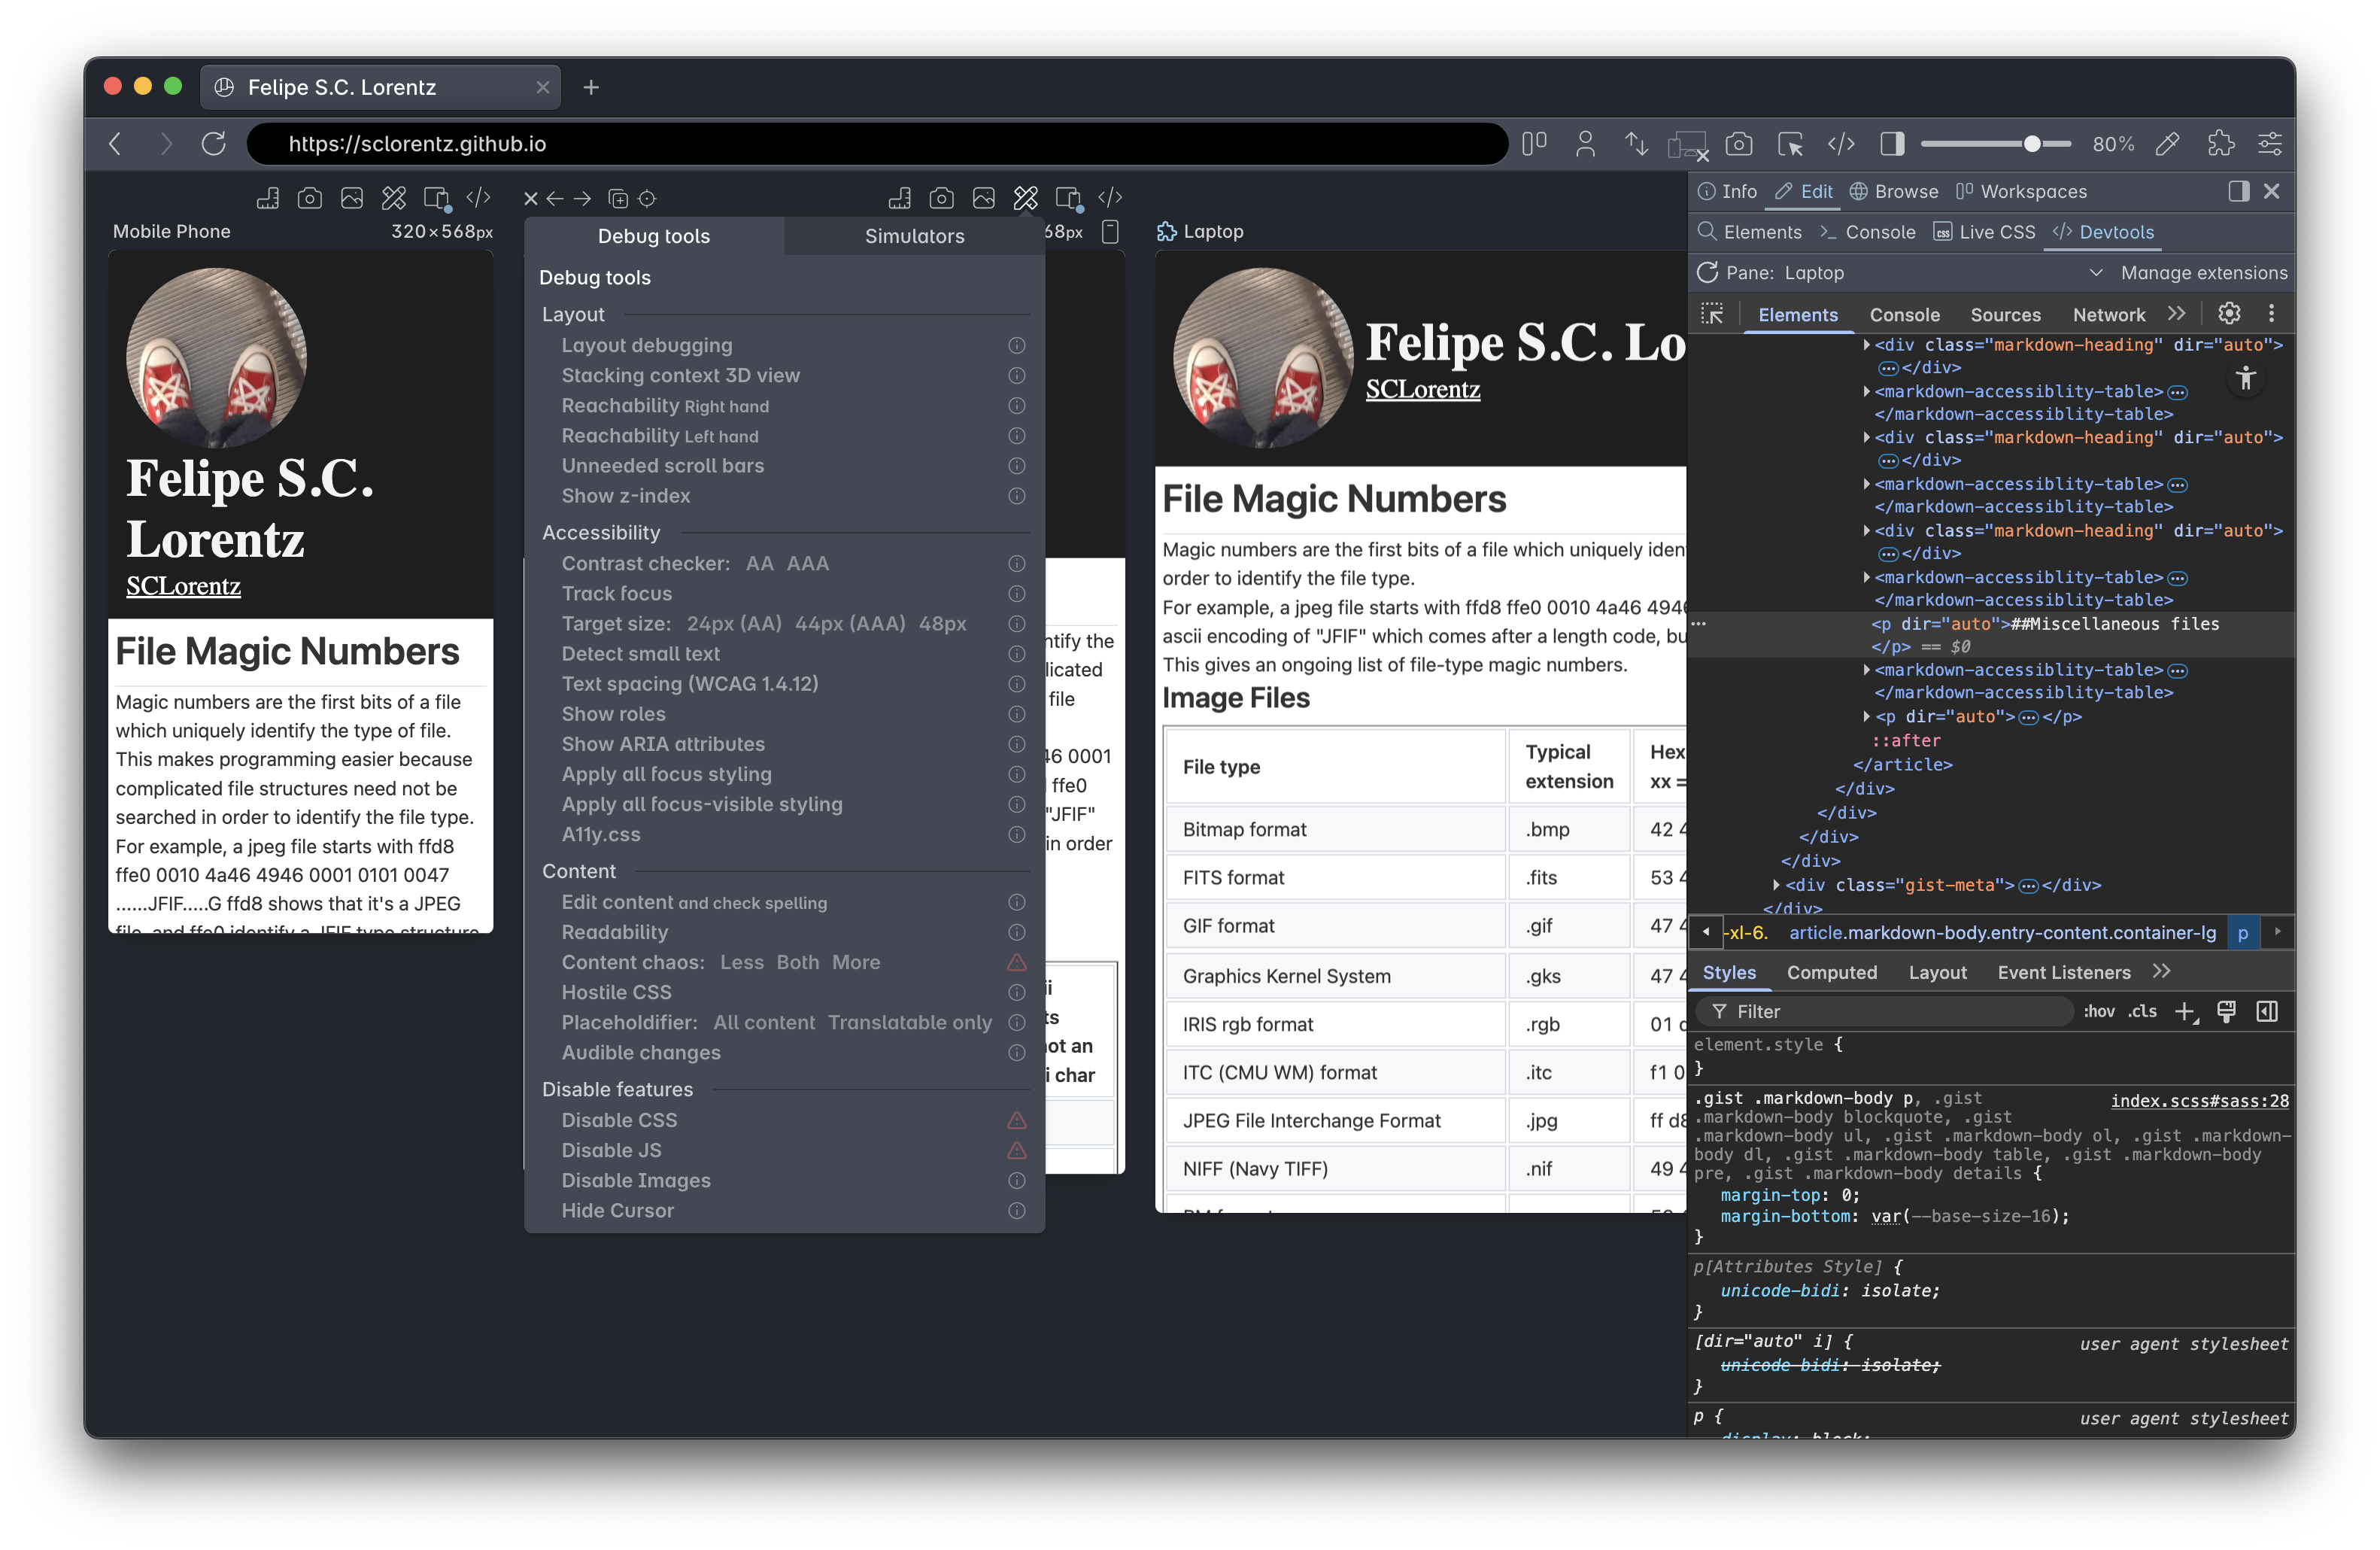 Felipe S.C. Lorentz
https://sclorentz.github.io
80%
Mobile Phone
320×568px
Felipe S.C.
Lorentz
SCLorentz
File Magic Numbers
Magic numbers are the first bits of a file
which uniquely identify the type of file.
This makes programming easier because
complicated file structures need not be
searched in order to identify the file type.
For example, a jpeg file starts with ffd8
ffe0 0010 4a46 4946 0001 0101 0047
......JFIF.....G ffd8 shows that it's a JPEG
file, and ffe0 identify a JFIF type structure
Debug tools
Simulators
Debug tools
Layout
Layout debugging
Stacking context 3D view
Reachability Right hand
Reachability Left hand
Unneeded scroll bars
Show z-index
Accessibility
Contrast checker: AA AAA
Track focus
Target size: 24px (AA) 44px (AAA) 48px
Detect small text
Text spacing (WCAG 1.4.12)
Show roles
Show ARIA attributes
Apply all focus styling
Apply all focus-visible styling
A11y.css
Content
Edit content and check spelling
Readability
Content chaos: Less Both More
Hostile CSS
Placeholdifier: All content Translatable only
Audible changes
Disable features
Disable CSS
Disable JS
Disable Images
Hide Cursor
68px
ntify the
licated
file
46 0001
ffe0
"JFIF"
in order
ii
ts
not an
i char
Laptop
Felipe S.C. Lo
SCLorentz
File Magic Numbers
Magic numbers are the first bits of a file which uniquely iden
order to identify the file type.
For example, a jpeg file starts with ffd8 ffe0 0010 4a46 4946
ascii encoding of "JFIF" which comes after a length code, bu
This gives an ongoing list of file-type magic numbers.
Image Files
File type Typical extension Hex xx =
Bitmap format .bmp 42 4
FITS format .fits 53 4
GIF format .gif 47 4
Graphics Kernel System .gks 47 4
IRIS rgb format .rgb 01 d
ITC (CMU WM) format .itc f1 0
JPEG File Interchange Format .jpg ff d8
NIFF (Navy TIFF) .nif 49 4
Info Edit Browse Workspaces
Elements Console Live CSS Devtools
Pane: Laptop Manage extensions
Elements Console Sources Network
<div class="markdown-heading" dir="auto">
</div>
<markdown-accessiblity-table>
</markdown-accessiblity-table>
<div class="markdown-heading" dir="auto">
</div>
<markdown-accessiblity-table>
</markdown-accessiblity-table>
<div class="markdown-heading" dir="auto">
</div>
<markdown-accessiblity-table>
</markdown-accessiblity-table>
<p dir="auto">##Miscellaneous files
</p> == $0
<markdown-accessiblity-table>
</markdown-accessiblity-table>
<p dir="auto"></p>
::after
</article>
</div>
</div>
</div>
</div>
<div class="gist-meta"></div>
</div>
-xl-6. article.markdown-body.entry-content.container-lg p
Styles Computed Layout Event Listeners
Filter :hov .cls
element.style {
}
.gist .markdown-body p, .gist index.scss#sass:28
.markdown-body blockquote, .gist
.markdown-body ul, .gist .markdown-body ol, .gist .markdown-
body dl, .gist .markdown-body table, .gist .markdown-body
pre, .gist .markdown-body details {
margin-top: 0;
margin-bottom: var(--base-size-16);
}
p[Attributes Style] {
unicode-bidi: isolate;
}
[dir="auto" i] { user agent stylesheet
unicode-bidi: isolate;
}
p { user agent stylesheet
display: block;